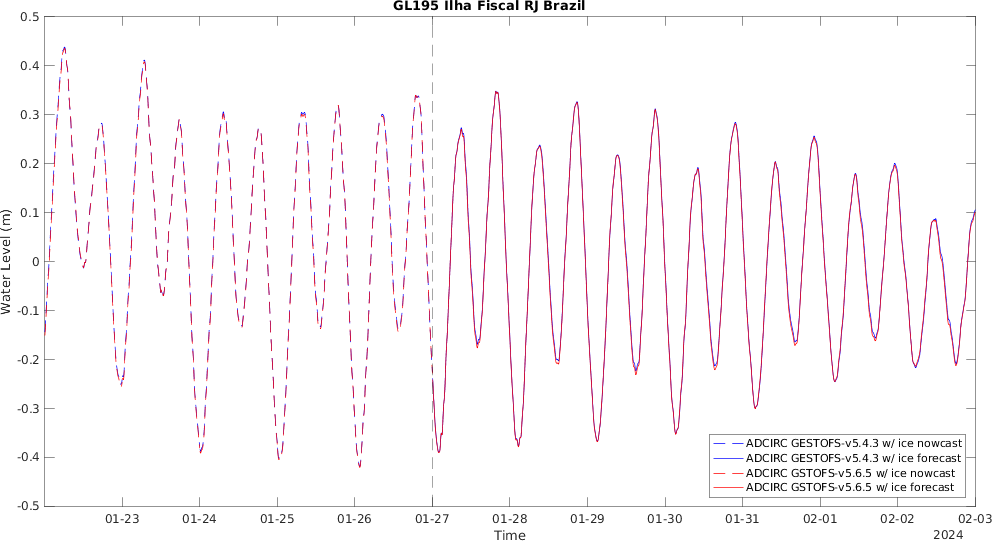 GL195 Ilha Fiscal RJ Brazil
0.5
0.4
0.3
0.2
0.1
0
-0.1
-0.2
-0.3
-0.4
-0.5
Water Level (m)
ADCIRC GESTOFS-v5.4.3 w/ ice nowcast
ADCIRC GESTOFS-v5.4.3 w/ ice forecast
ADCIRC GSTOFS-v5.6.5 w/ ice nowcast
ADCIRC GSTOFS-v5.6.5 w/ ice forecast
01-23 01-24 01-25 01-26 01-27 01-28 01-29 01-30 01-31 02-01 02-02 02-03
Time
2024